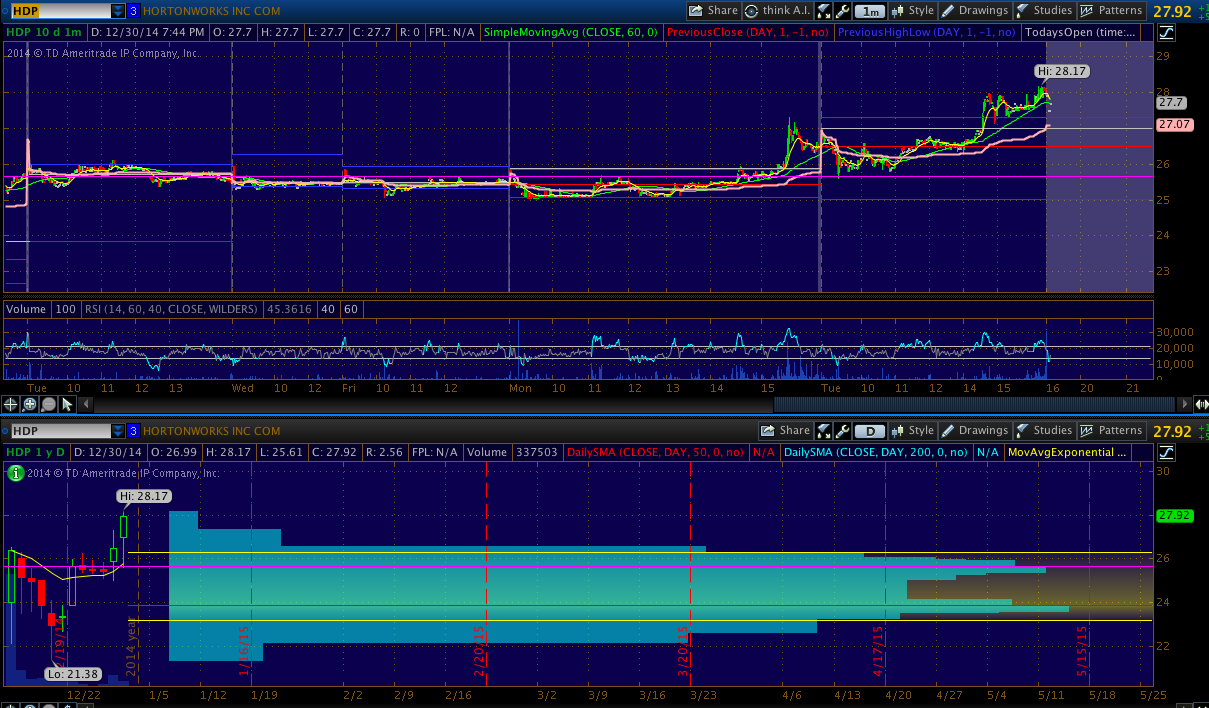 HDP 3 HORTONWORKS INC COM Share think A.I. 1m Style Drawings Studies Patterns 27.92
HDP 10 d 1m D: 12/30/14 7:44 PM O: 27.7 H: 27.7 L: 27.7 C: 27.7 R: 0 FPL: N/A SimpleMovingAvg (CLOSE, 60, 0) PreviousClose (DAY, 1, -1, no) PreviousHighLow (DAY, 1, -1, no) TodaysOpen (time:...
2014 © TD Ameritrade IP Company, Inc.
29
Hi: 28.17
28
27.7
27.07
26
25
24
23
Volume 100 RSI (14, 60, 40, CLOSE, WILDERS) 45.3616 40 60
30,000
20,000
10,000
0
Tue 10 11 12 13 Wed 10 12 Fri 10 11 12 Mon 10 11 12 13 14 15 Tue 10 11 12 13 14 15 16 20 21
HDP 3 HORTONWORKS INC COM Share D Style Drawings Studies Patterns 27.92
HDP 1 y D D: 12/30/14 O: 26.99 H: 28.17 L: 25.61 C: 27.92 R: 2.56 FPL: N/A Volume 337503 DailySMA (CLOSE, DAY, 50, 0, no) N/A DailySMA (CLOSE, DAY, 200, 0, no) N/A MovAvgExponential ...
2014 © TD Ameritrade IP Company, Inc.
30
Hi: 28.17
27.92
26
24
22
2014 year
1/16/15
2/20/15
3/20/15
4/17/15
5/15/15
Lo: 21.38
12/22 1/5 1/12 1/19 2/2 2/9 2/16 3/2 3/9 3/16 3/23 4/6 4/13 4/20 4/27 5/4 5/11 5/18 5/25